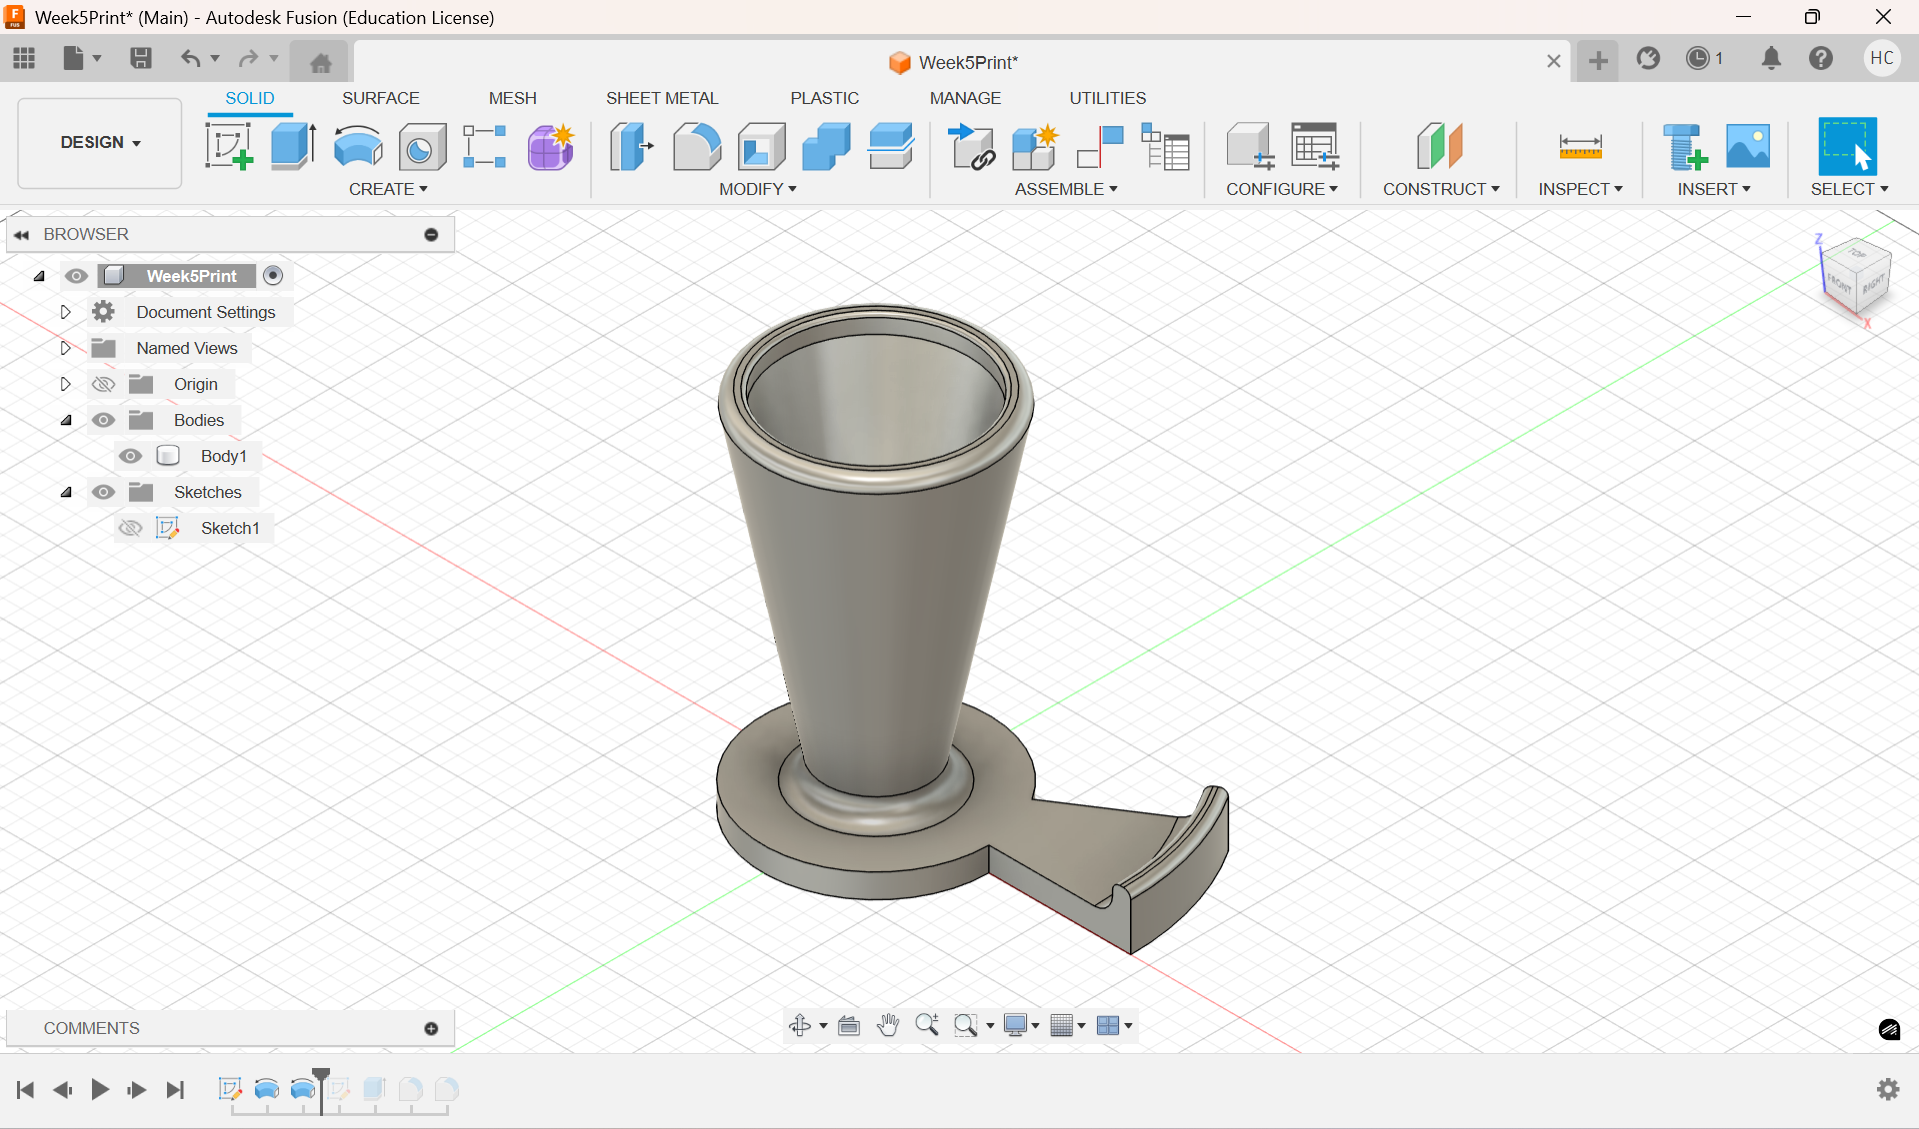 Week5Print* (Main) - Autodesk Fusion (Education License)
Week5Print*
1
HC
DESIGN
SOLID
SURFACE
MESH
SHEET METAL
PLASTIC
MANAGE
UTILITIES
CREATE
MODIFY
ASSEMBLE
CONFIGURE
CONSTRUCT
INSPECT
INSERT
SELECT
BROWSER
Week5Print
Document Settings
Named Views
Origin
Bodies
Body1
Sketches
Sketch1
Z
TOP
FRONT
RIGHT
X
COMMENTS